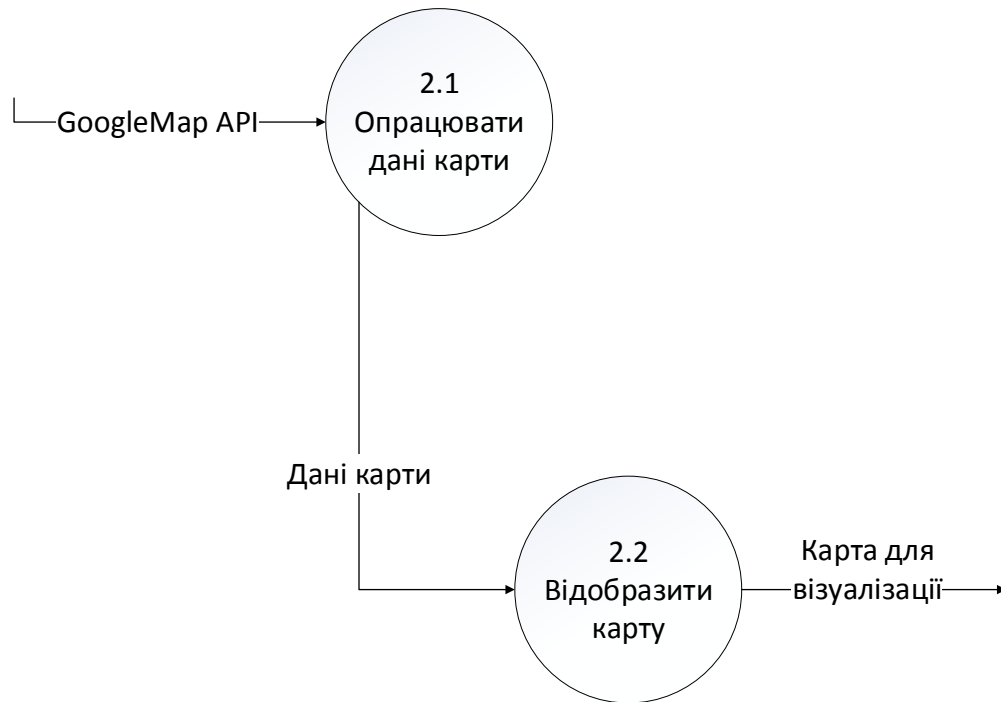 2.1
Опрацювати
дані карти
GoogleMap API
Дані карти
2.2
Відобразити
карту
Карта для
візуалізації